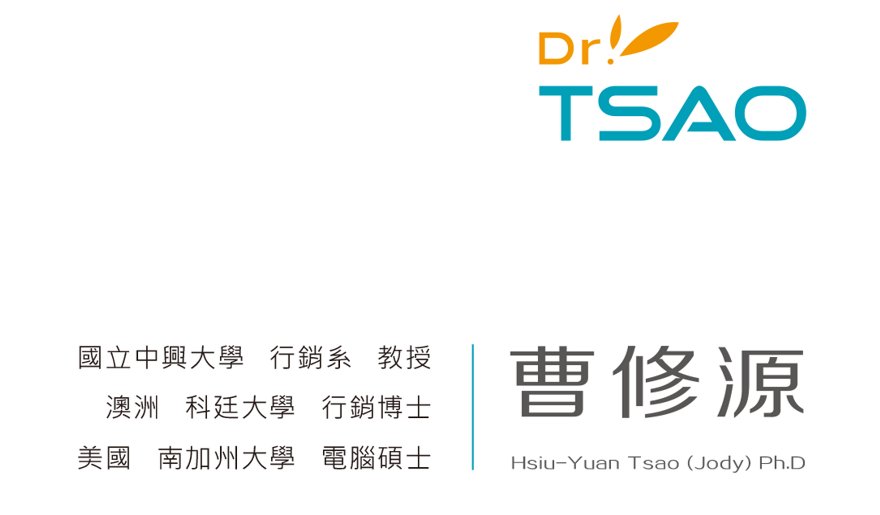 Dr!
TSAO
國立中興大學 行銷系 教授
澳洲 科廷大學 行銷博士
美國 南加州大學 電腦碩士
曹修源
Hsiu-Yuan Tsao (Jody) Ph.D